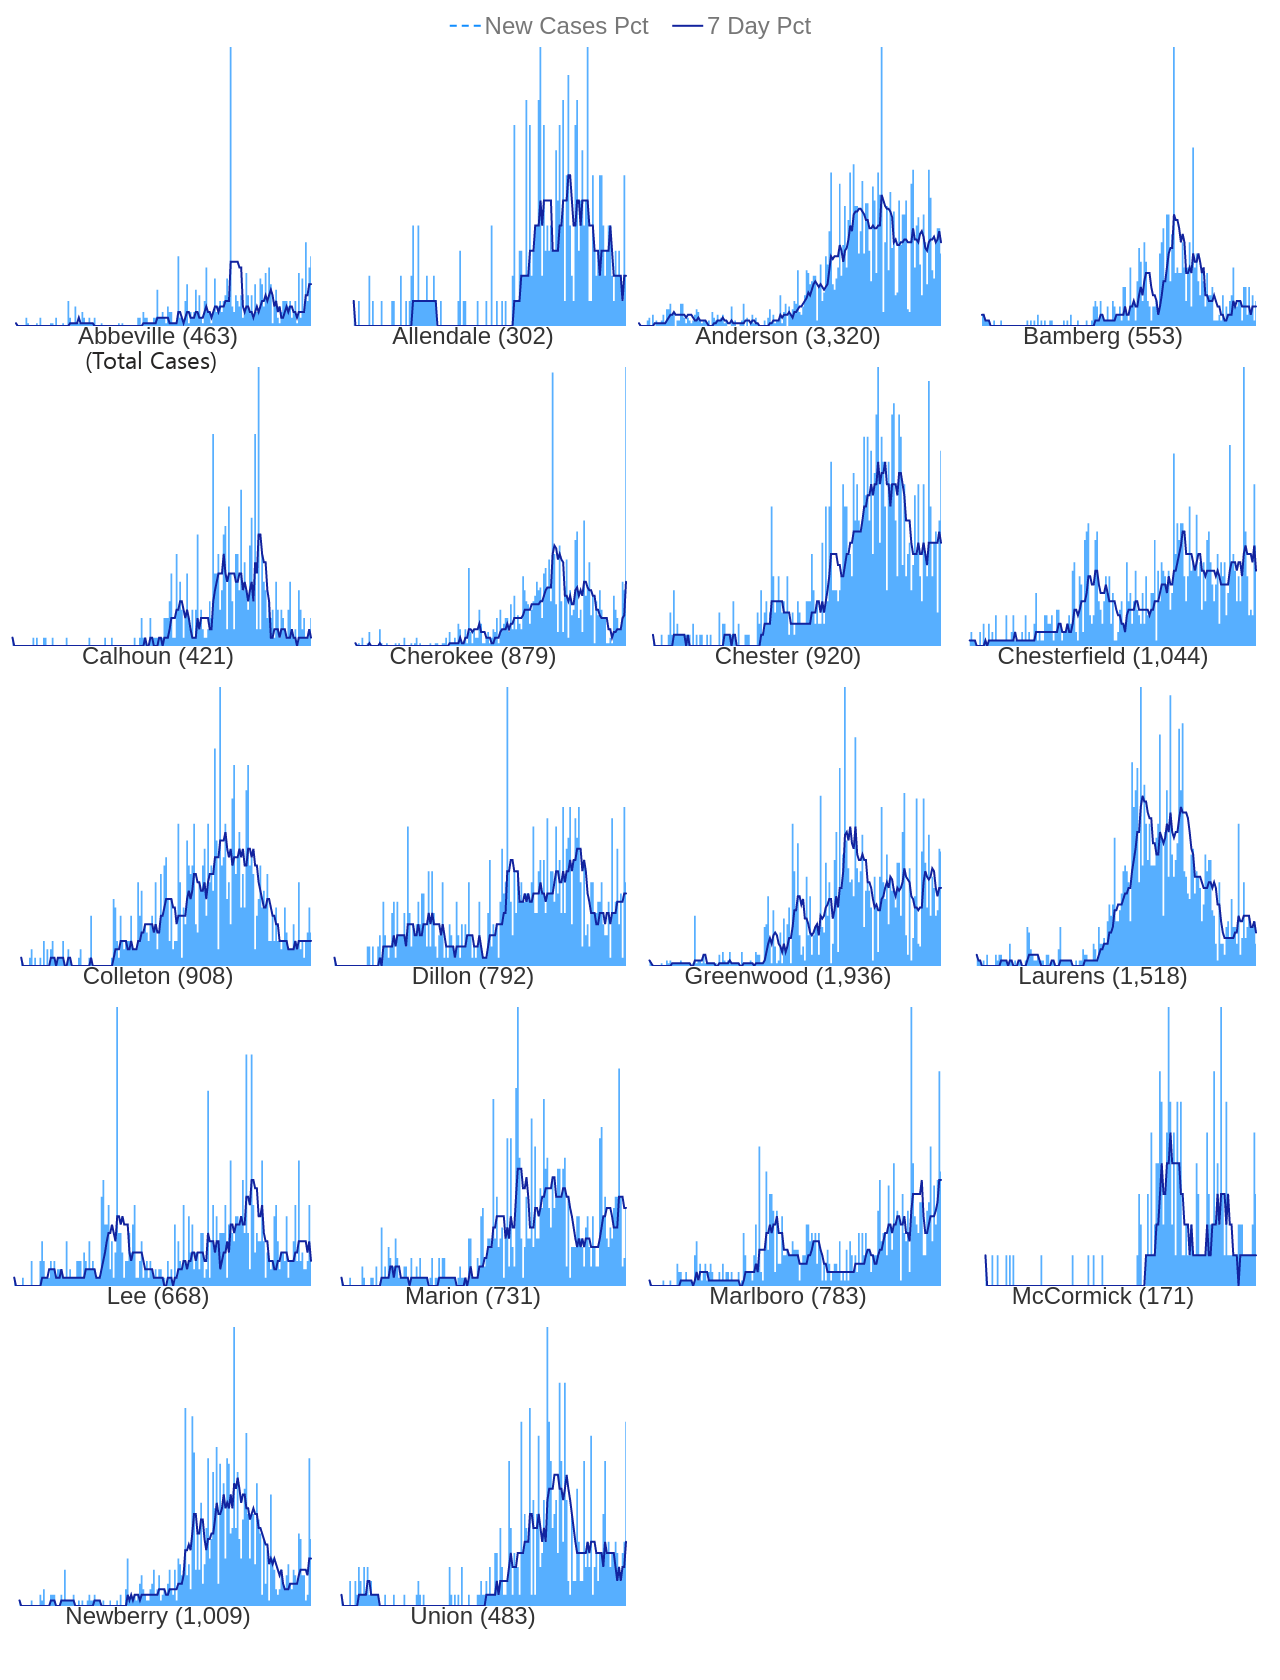 New Cases Pct 7 Day Pct
Abbeville (463) Allendale (302) Anderson (3,320) Bamberg (553)
(Total Cases)
Calhoun (421) Cherokee (879) Chester (920) Chesterfield (1,044)
Colleton (908) Dillon (792) Greenwood (1,936) Laurens (1,518)
Lee (668) Marion (731) Marlboro (783) McCormick (171)
Newberry (1,009) Union (483)